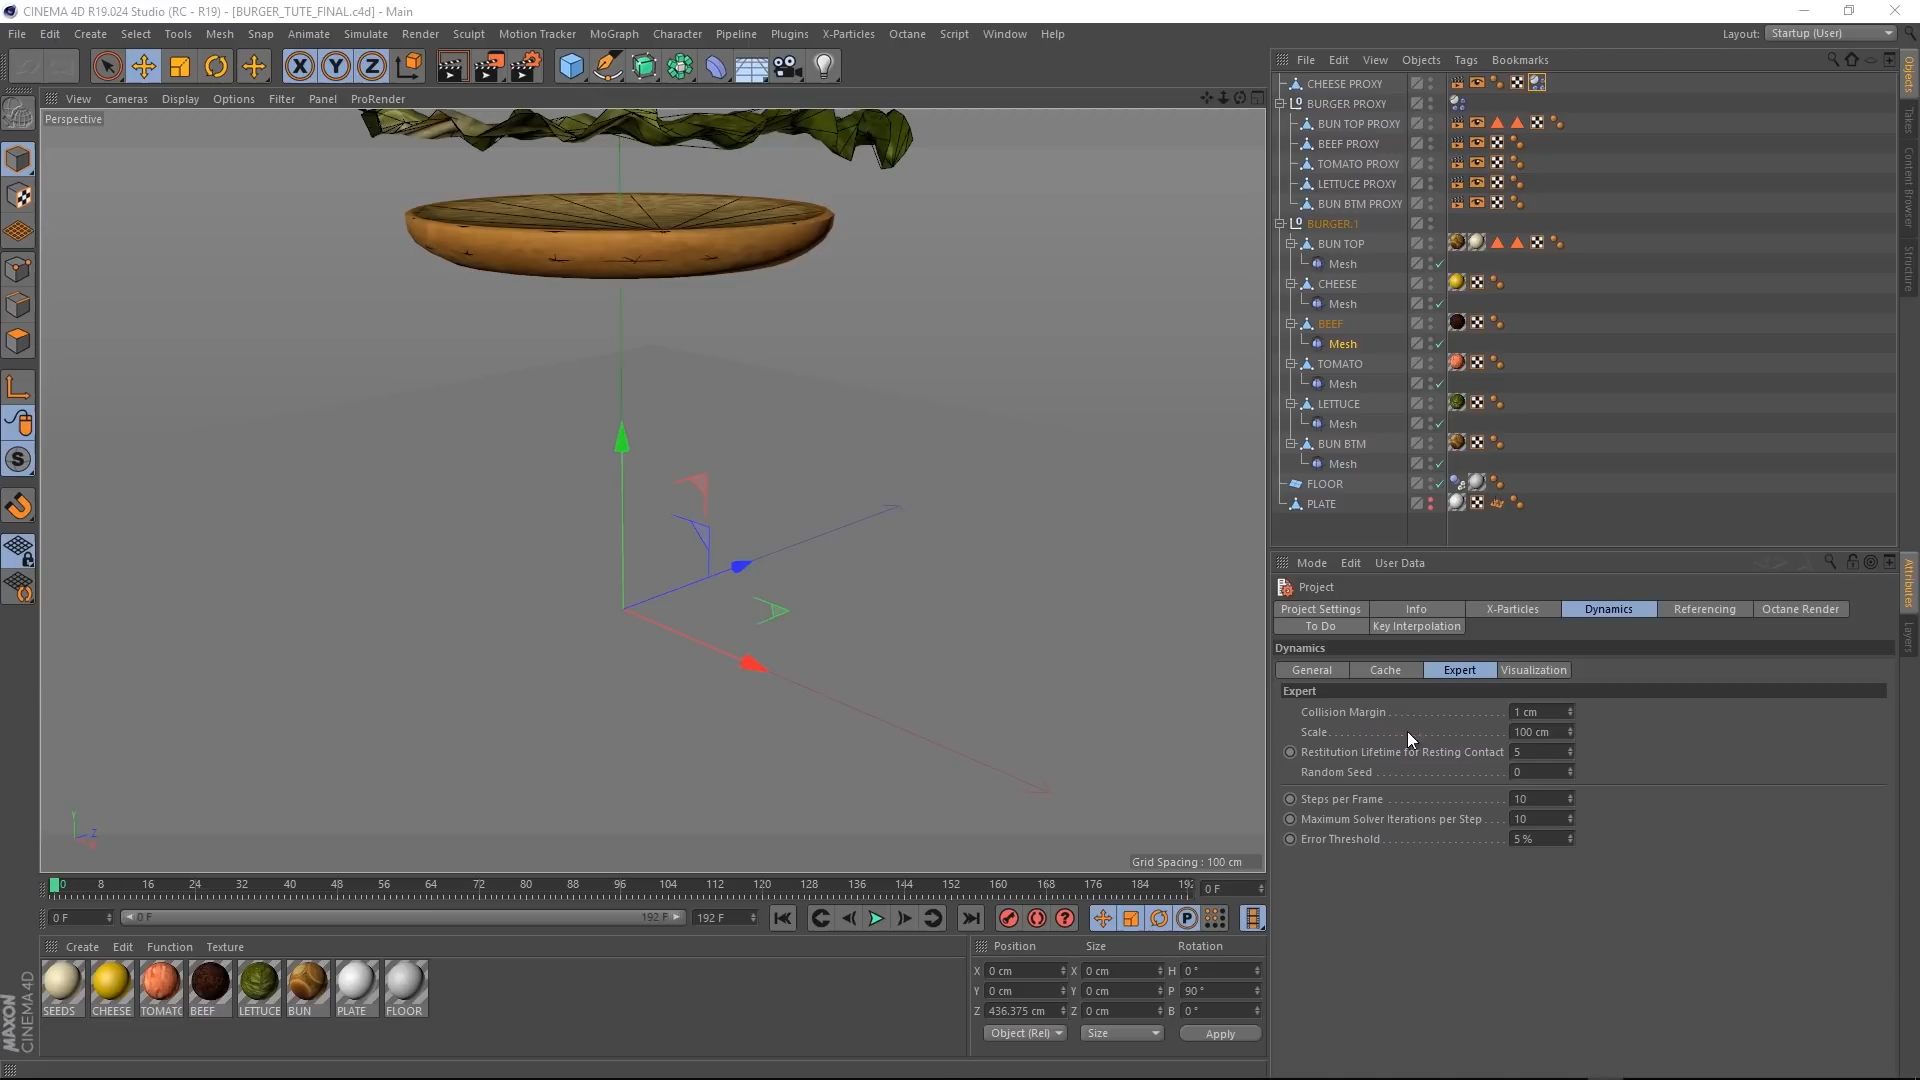 CINEMA 4D R19.024 Studio (RC - R19) - [BURGER_TUTE_FINAL.c4d] - Main
File Edit Create Select Tools Mesh Snap Animate Simulate Render Sculpt Motion Tracker MoGraph Character Pipeline Plugins X-Particles Octane Script Window Help Layout: Startup (User)
File Edit View Objects Tags Bookmarks
View Cameras Display Options Filter Panel ProRender
Perspective
CHEESE PROXY
BURGER PROXY
BUN TOP PROXY
BEEF PROXY
TOMATO PROXY
LETTUCE PROXY
BUN BTM PROXY
BURGER.1
BUN TOP
Mesh
CHEESE
Mesh
BEEF
Mesh
TOMATO
Mesh
LETTUCE
Mesh
BUN BTM
Mesh
FLOOR
PLATE
Objects
Takes
Content Browser
Structure
Mode Edit User Data
Project
Project Settings Info X-Particles Dynamics Referencing Octane Render
To Do Key Interpolation
Dynamics
General Cache Expert Visualization
Expert
Collision Margin 1 cm
Scale 100 cm
Restitution Lifetime for Resting Contact 5
Random Seed 0
Steps per Frame 10
Maximum Solver Iterations per Step 10
Error Threshold 5 %
Attributes
Layers
Y
Z
Grid Spacing : 100 cm
0 8 16 24 32 40 48 56 64 72 80 88 96 104 112 120 128 136 144 152 160 168 176 184 192 0 F
0 F 0 F 192 F 192 F
Create Edit Function Texture
SEEDS CHEESE TOMATO BEEF LETTUCE BUN PLATE FLOOR
Position Size Rotation
X 0 cm X 0 cm H 0 °
Y 0 cm Y 0 cm P 90 °
Z 436.375 cm Z 0 cm B 0 °
Object (Rel) Size Apply
MAXON
CINEMA 4D